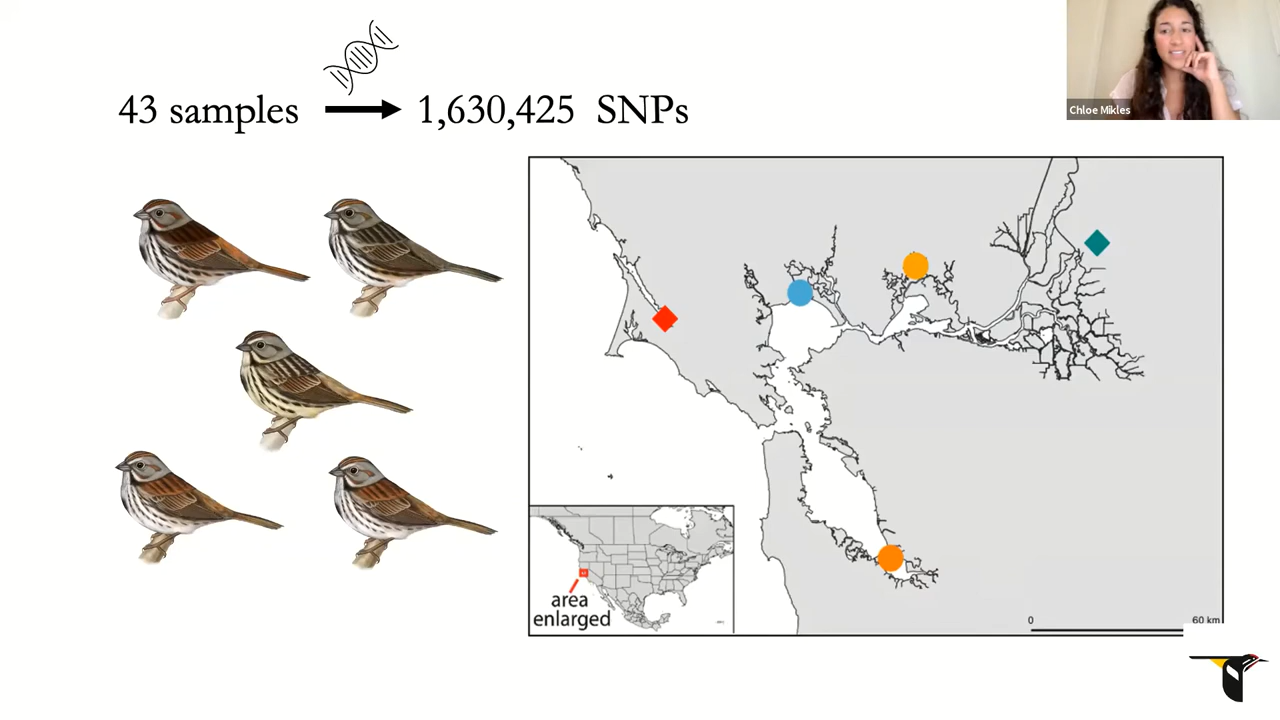 43 samples
1,630,425 SNPs
Chloe Mikles
area
enlarged
0
60 km